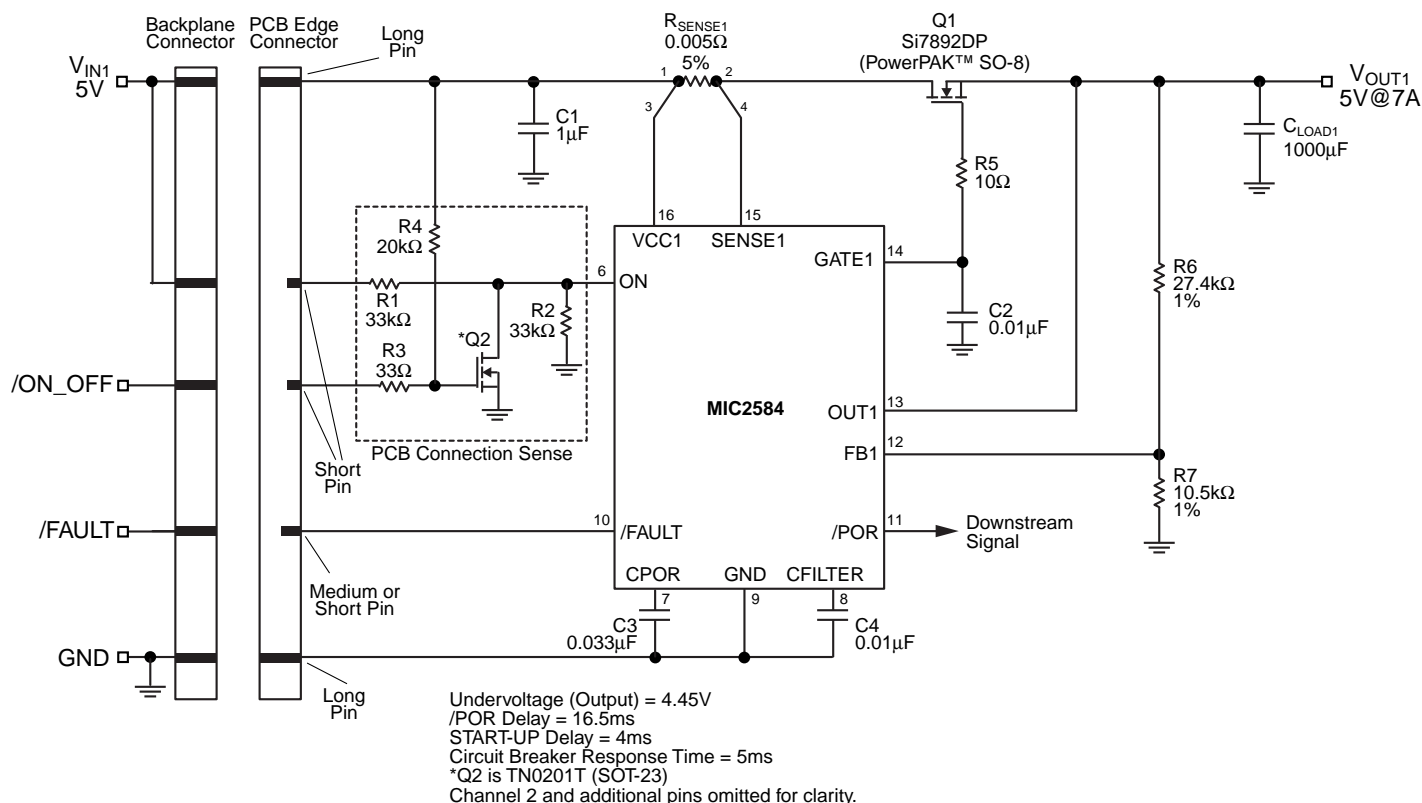 Backplane
Connector
PCB Edge
Connector
Long
Pin
RSENSE1
0.005Ω
5%
Q1
Si7892DP
(PowerPAK™ SO-8)
VIN1
5V
1
2
3
4
VOUT1
5V@7A
C1
1µF
CLOAD1
1000µF
R5
10Ω
16
15
VCC1
SENSE1
R4
20kΩ
14
GATE1
6
ON
R1
33kΩ
R2
33kΩ
C2
0.01µF
R6
27.4kΩ
1%
*Q2
R3
33Ω
/ON_OFF
MIC2584
OUT1
13
FB1
12
PCB Connection Sense
Short
Pin
R7
10.5kΩ
1%
/FAULT
10
/FAULT
/POR
11
Downstream
Signal
Medium or
Short Pin
CPOR
GND
CFILTER
7
9
8
C3
0.033µF
C4
0.01µF
GND
Long
Pin
Undervoltage (Output) = 4.45V
/POR Delay = 16.5ms
START-UP Delay = 4ms
Circuit Breaker Response Time = 5ms
*Q2 is TN0201T (SOT-23)
Channel 2 and additional pins omitted for clarity.